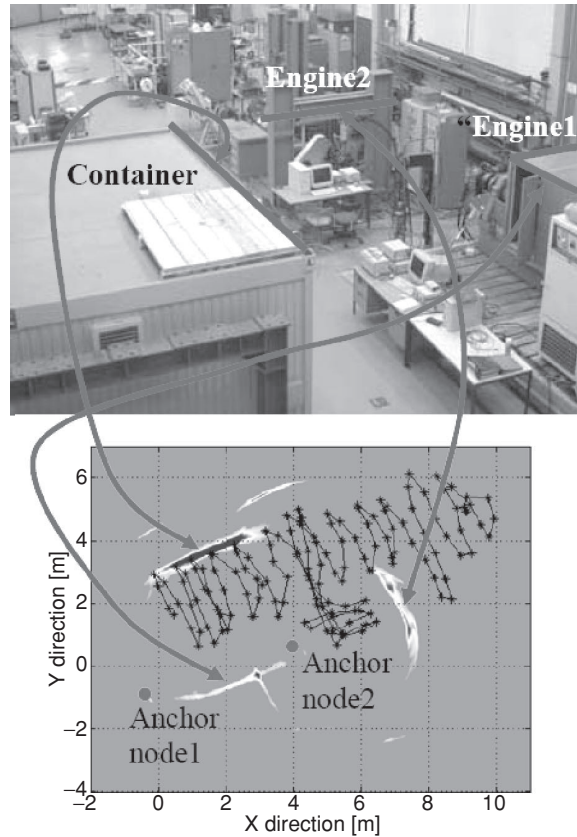 Engine2
“Engine1
Container
6
4
2
0
−2
−4
Y direction [m]
Anchor
node2
Anchor
node1
−2 0 2 4 6 8 10
X direction [m]